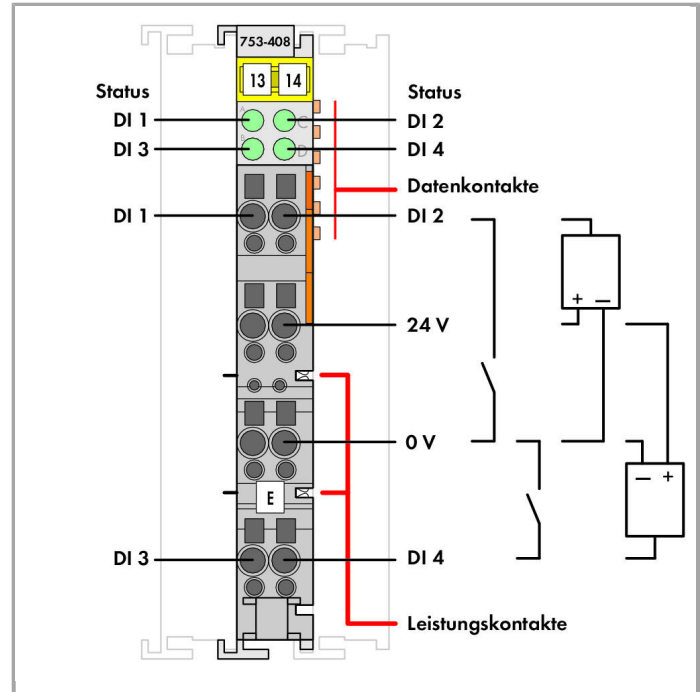 753-408
13 14
Status Status
A C
DI 1 DI 2
B D
DI 3 DI 4
Datenkontakte
DI 1 DI 2
+ —
24 V
0 V
— +
E
DI 3 DI 4
Leistungskontakte